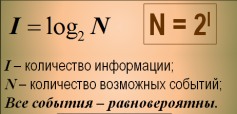 I = log₂ N N = 2ᴵ
I – количество информации;
N – количество возможных событий;
Все события – равновероятны.